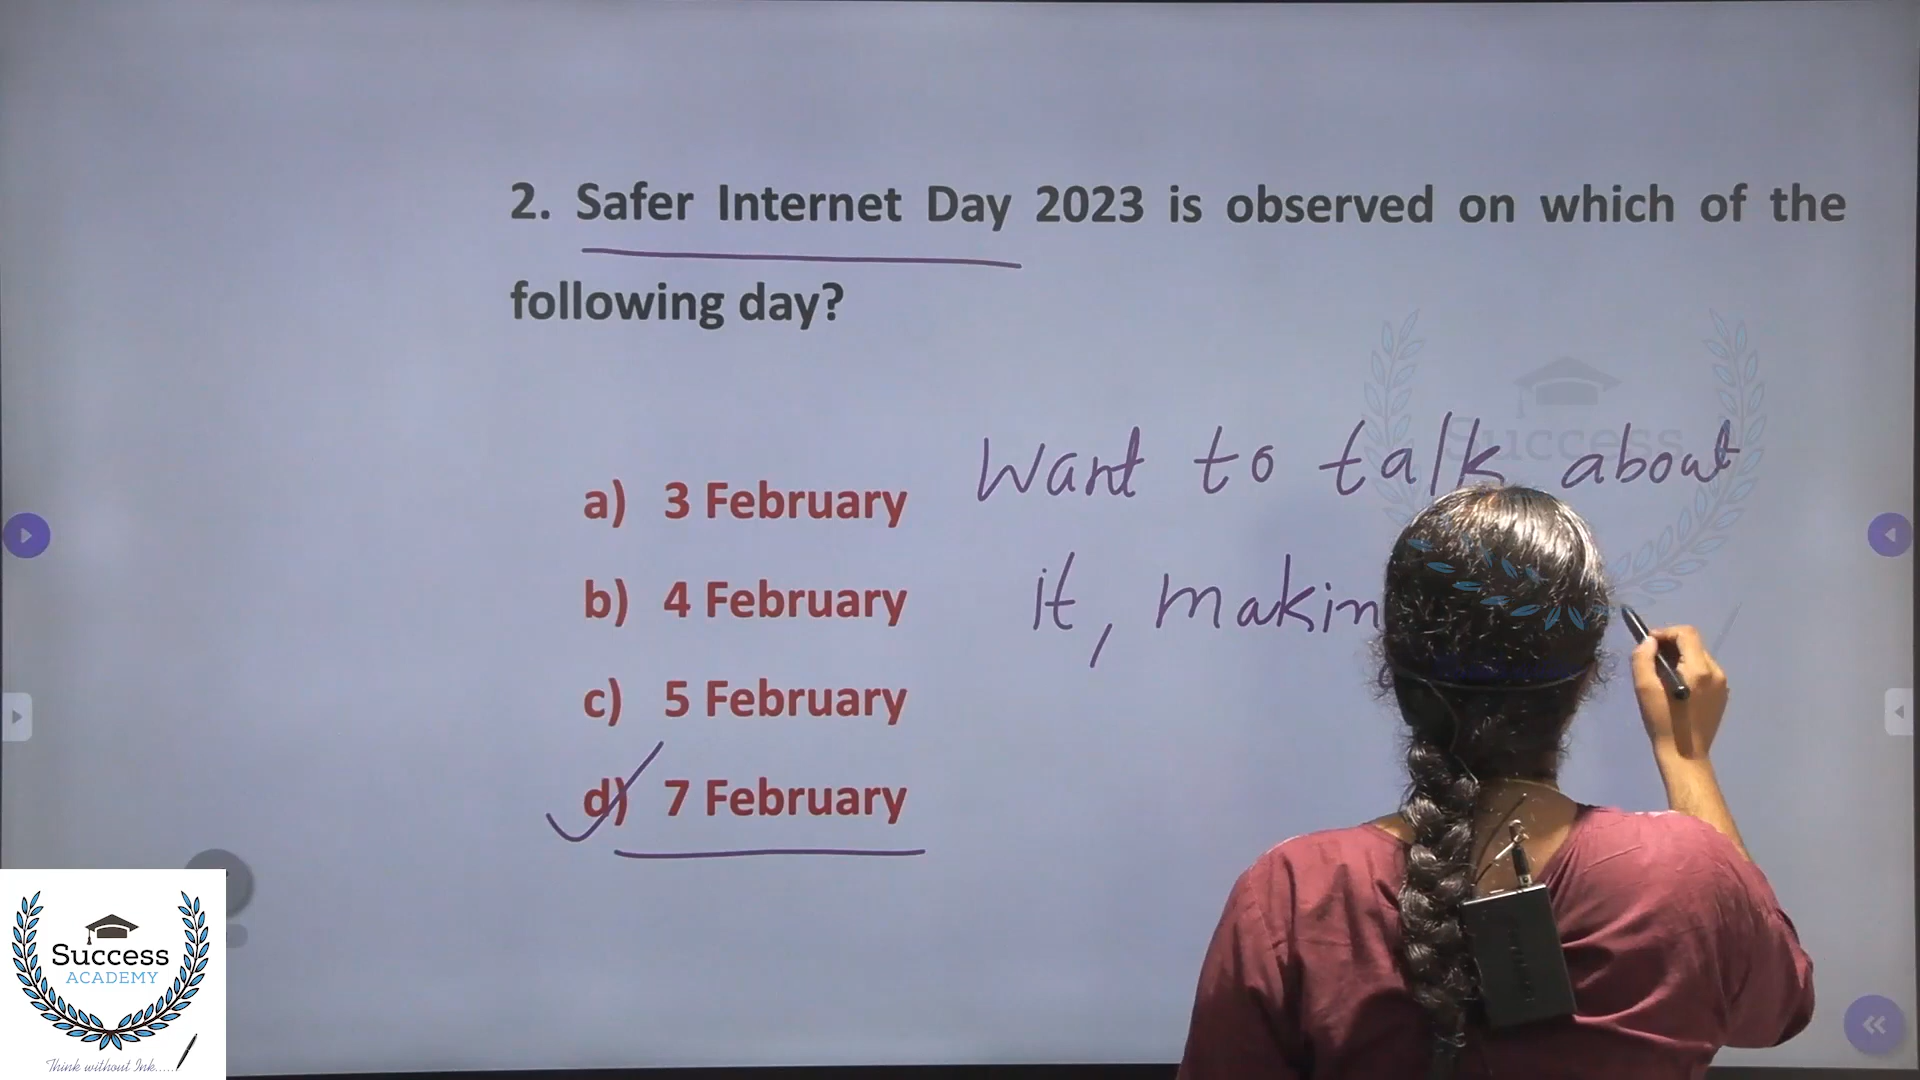 2. Safer Internet Day 2023 is observed on which of the
following day?
a) 3 February
b) 4 February
c) 5 February
d) 7 February
Want to talk about
it, makin
Success
Success
ACADEMY
Think without Ink.....